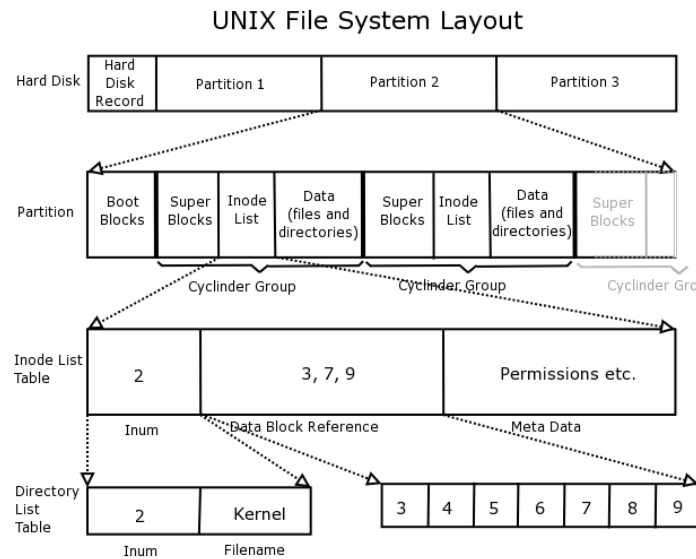 UNIX File System Layout
Hard Disk
Hard
Disk
Record
Partition 1
Partition 2
Partition 3
Partition
Boot
Blocks
Super
Blocks
Inode
List
Data
(files and
directories)
Super
Blocks
Inode
List
Data
(files and
directories)
Super
Blocks
Cyclinder Group
Cyclinder Group
Cyclinder Gro
Inode List
Table
2
3, 7, 9
Permissions etc.
Inum
Data Block Reference
Meta Data
Directory
List
Table
2
Kernel
3
4
5
6
7
8
9
Inum
Filename